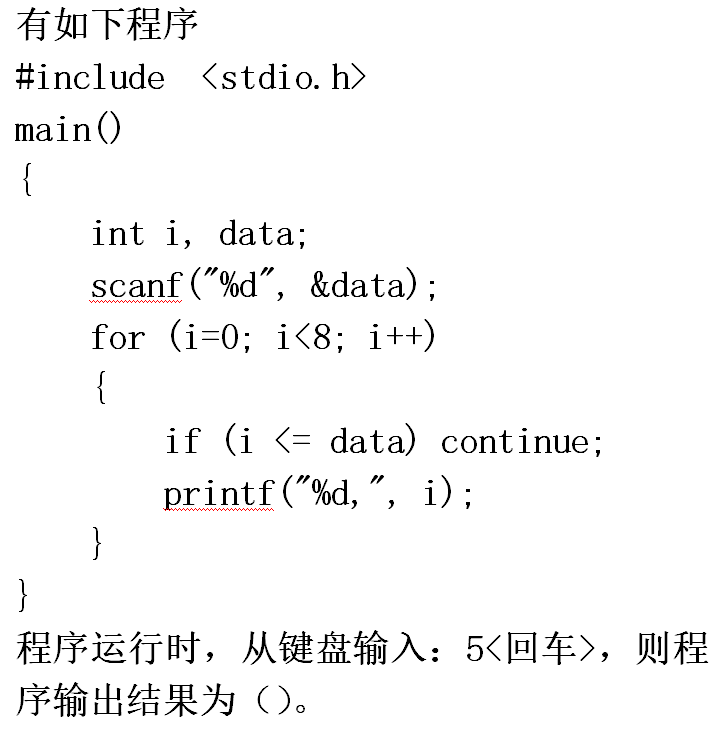 有如下程序
#include  <stdio.h>
main()
{
    int i, data;
    scanf("%d", &data);
    for (i=0; i<8; i++)
    {
        if (i <= data) continue;
        printf("%d,", i);
    }
}
程序运行时，从键盘输入：5<回车>，则程
序输出结果为（）。